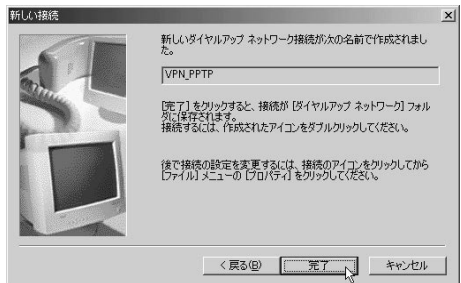 新しい接続
新しいダイヤルアップ ネットワーク接続が次の名前で作成されまし
た。
VPN_PPTP
[完了] をクリックすると、接続が [ダイヤルアップ ネットワーク] フォル
ダに保存されます。
接続するには、作成されたアイコンをダブルクリックしてください。
後で接続の設定を変更するには、接続のアイコンをクリックしてから
[ファイル] メニューの [プロパティ] をクリックしてください。
< 戻る(B)
完了
キャンセル